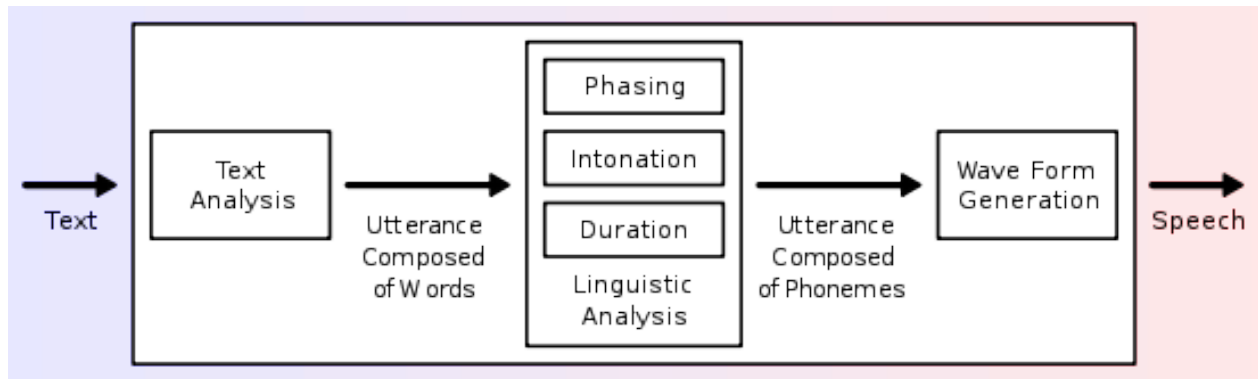 Text
Text
Analysis
Utterance
Composed
of Words
Phasing
Intonation
Duration
Linguistic
Analysis
Utterance
Composed
of Phonemes
Wave Form
Generation
Speech